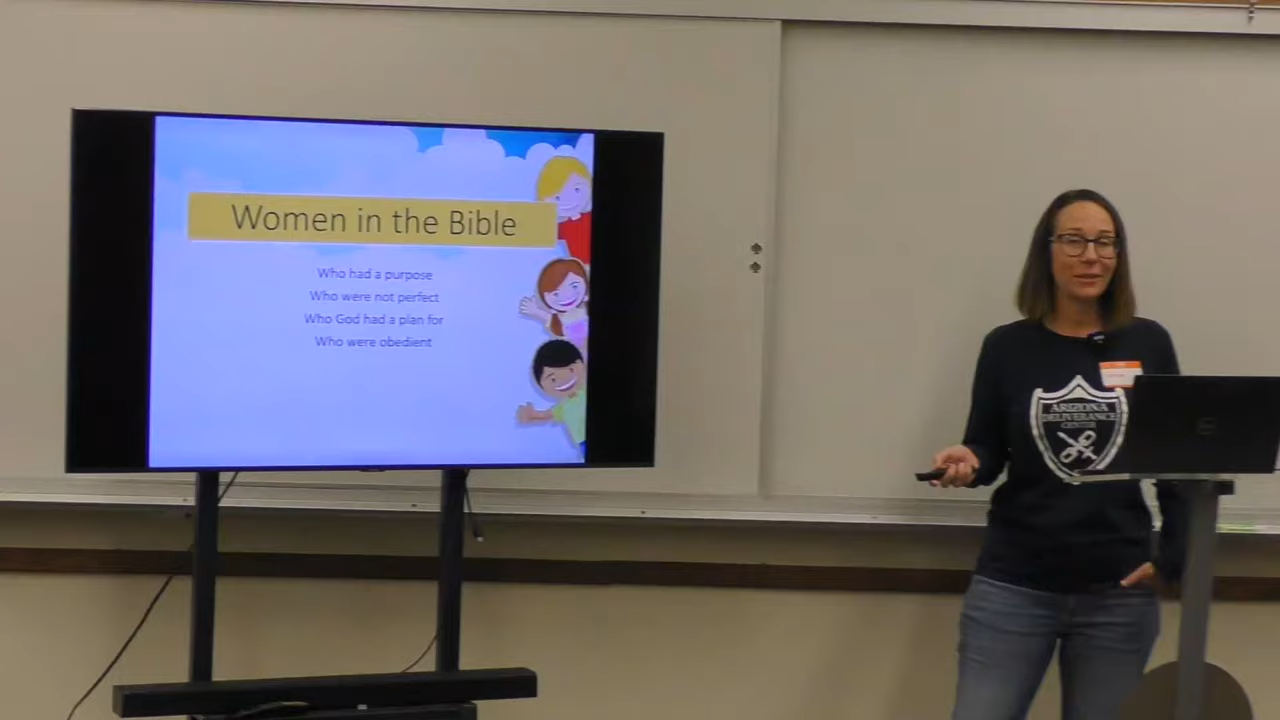 Women in the Bible
Who had a purpose
Who were not perfect
Who God had a plan for
Who were obedient
ARIZONA
DELIVERANCE
CENTER